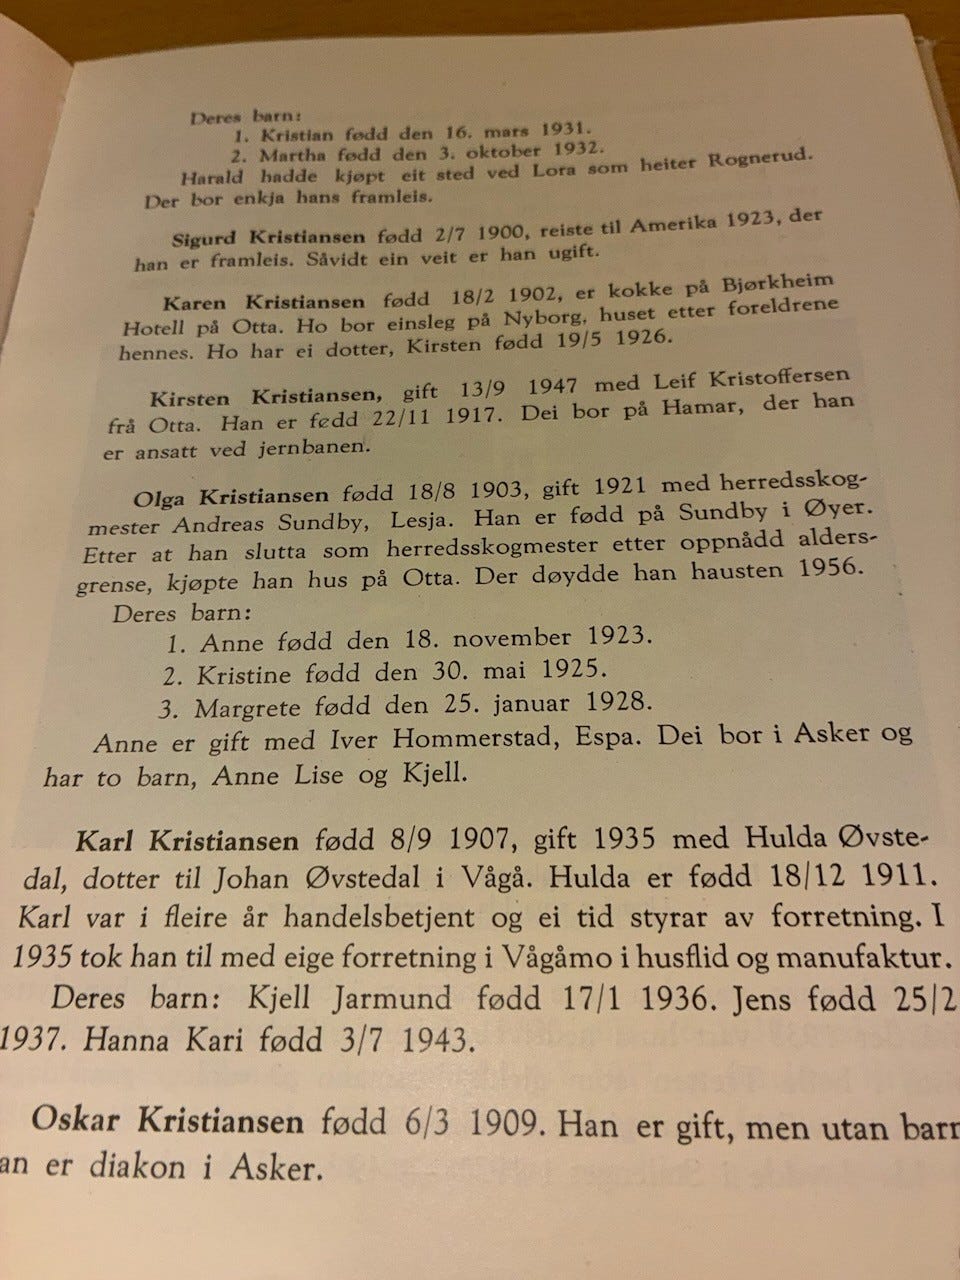 Deres barn:
1. Kristian fødd den 16. mars 1931.
2. Martha fødd den 3. oktober 1932.
Harald hadde kjøpt eit sted ved Lora som heiter Rognerud.
Der bor enkja hans framleis.
Sigurd Kristiansen fødd 2/7 1900, reiste til Amerika 1923, der
han er framleis. Såvidt ein veit er han ugift.
Karen Kristiansen fødd 18/2 1902, er kokke på Bjørkheim
Hotell på Otta. Ho bor einsleg på Nyborg, huset etter foreldrene
hennes. Ho har ei dotter, Kirsten fødd 19/5 1926.
Kirsten Kristiansen, gift 13/9 1947 med Leif Kristoffersen
frå Otta. Han er fødd 22/11 1917. Dei bor på Hamar, der han
er ansatt ved jernbanen.
Olga Kristiansen fødd 18/8 1903, gift 1921 med herredsskog-
mester Andreas Sundby, Lesja. Han er fødd på Sundby i Øyer.
Etter at han slutta som herredsskogmester etter oppnådd alders-
grense, kjøpte han hus på Otta. Der døydde han hausten 1956.
Deres barn:
1. Anne fødd den 18. november 1923.
2. Kristine fødd den 30. mai 1925.
3. Margrete fødd den 25. januar 1928.
Anne er gift med Iver Hommerstad, Espa. Dei bor i Asker og
har to barn, Anne Lise og Kjell.
Karl Kristiansen fødd 8/9 1907, gift 1935 med Hulda Øvste-
dal, dotter til Johan Øvstedal i Vågå. Hulda er fødd 18/12 1911.
Karl var i fleire år handelsbetjent og ei tid styrar av forretning. I
1935 tok han til med eige forretning i Vågåmo i husflid og manufaktur.
Deres barn: Kjell Jarmund fødd 17/1 1936. Jens fødd 25/2
1937. Hanna Kari fødd 3/7 1943.
Oskar Kristiansen fødd 6/3 1909. Han er gift, men utan barn
an er diakon i Asker.